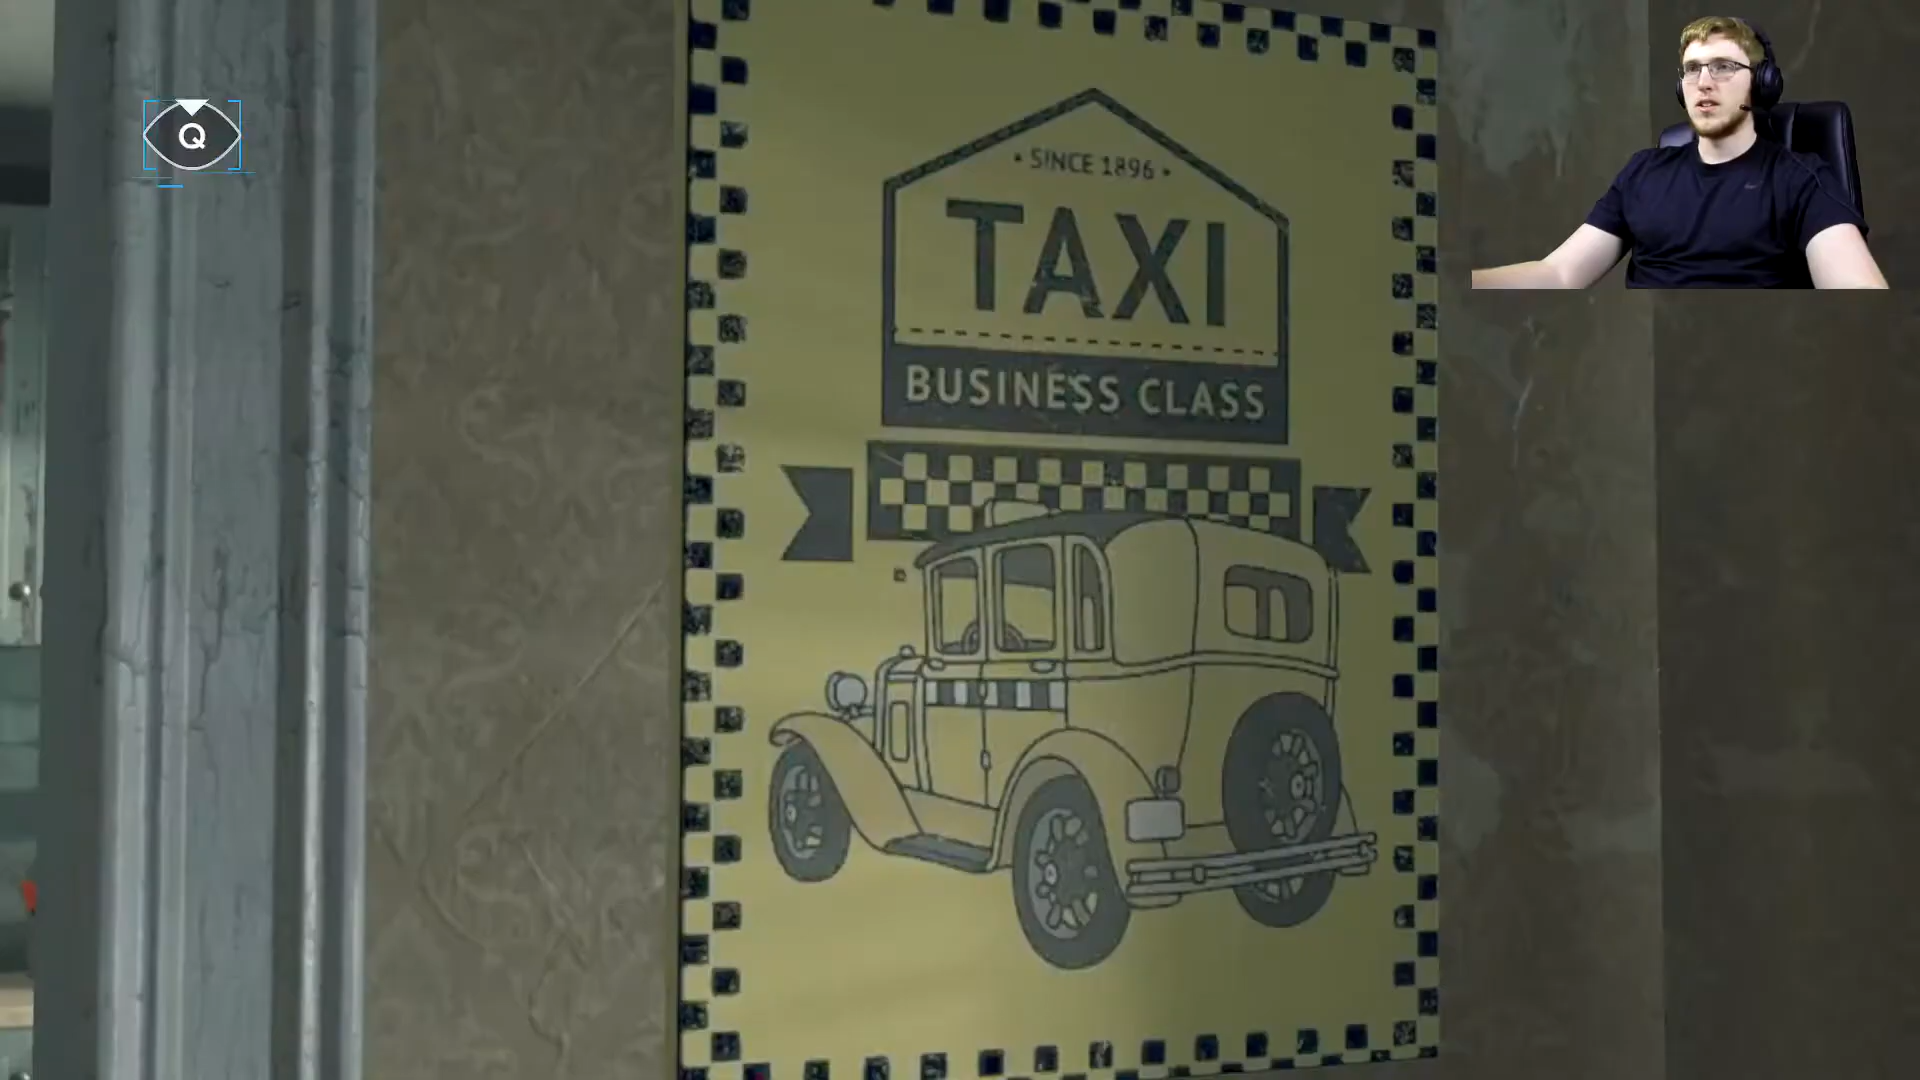 Q
• SINCE 1896 •
TAXI
BUSINESS CLASS